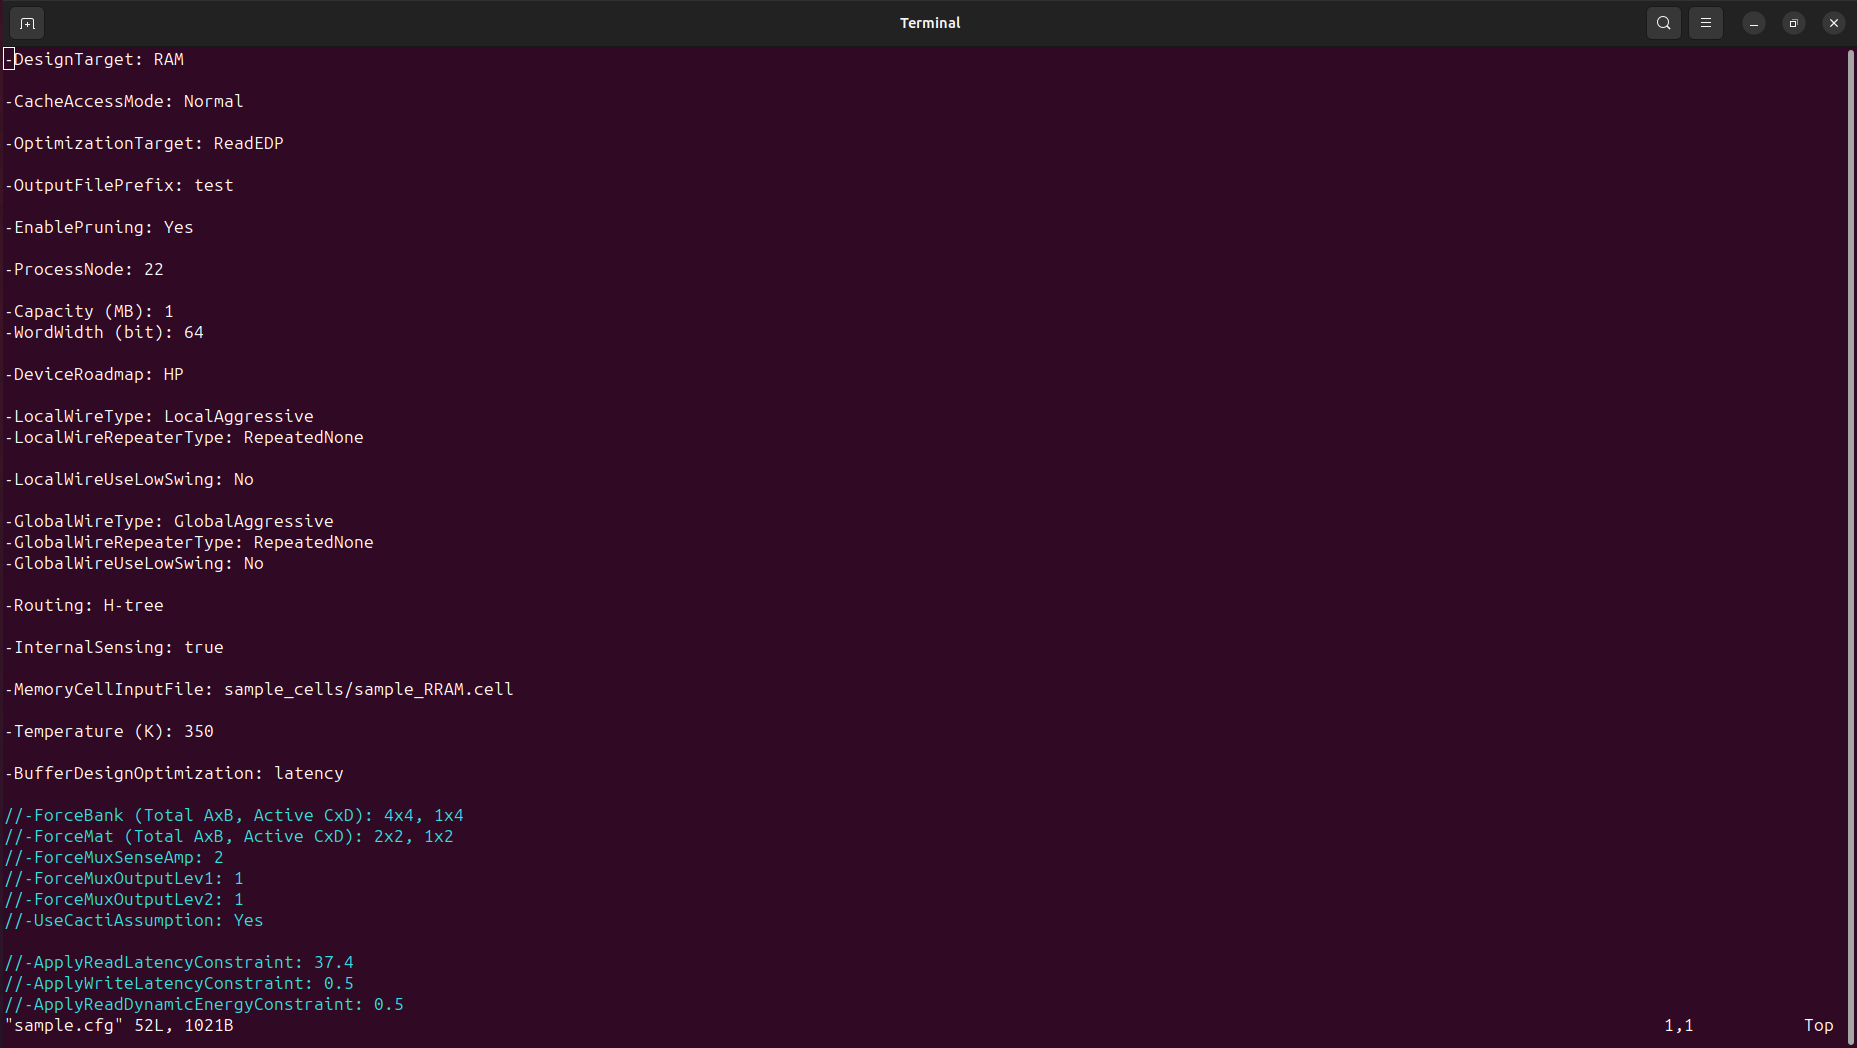 Terminal
-DesignTarget: RAM
-CacheAccessMode: Normal
-OptimizationTarget: ReadEDP
-OutputFilePrefix: test
-EnablePruning: Yes
-ProcessNode: 22
-Capacity (MB): 1
-WordWidth (bit): 64
-DeviceRoadmap: HP
-LocalWireType: LocalAggressive
-LocalWireRepeaterType: RepeatedNone
-LocalWireUseLowSwing: No
-GlobalWireType: GlobalAggressive
-GlobalWireRepeaterType: RepeatedNone
-GlobalWireUseLowSwing: No
-Routing: H-tree
-InternalSensing: true
-MemoryCellInputFile: sample_cells/sample_RRAM.cell
-Temperature (K): 350
-BufferDesignOptimization: latency
//-ForceBank (Total AxB, Active CxD): 4x4, 1x4
//-ForceMat (Total AxB, Active CxD): 2x2, 1x2
//-ForceMuxSenseAmp: 2
//-ForceMuxOutputLev1: 1
//-ForceMuxOutputLev2: 1
//-UseCactiAssumption: Yes
//-ApplyReadLatencyConstraint: 37.4
//-ApplyWriteLatencyConstraint: 0.5
//-ApplyReadDynamicEnergyConstraint: 0.5
"sample.cfg" 52L, 1021B 1,1 Top